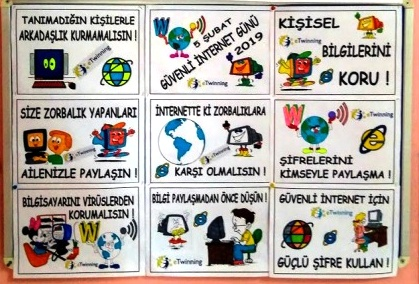 TANIMADIĞIN KİŞİLERLE
ARKADAŞLIK KURMAMALISIN !
eTwinning
W
5 ŞUBAT
GÜVENLİ İNTERNET GÜNÜ
2019
eTwinning
KİŞİSEL
BİLGİLERİNİ
KORU !
eTwinning
SİZE ZORBALIK YAPANLARI
AİLENİZLE PAYLAŞIN !
eTwinning
İNTERNETTE Kİ ZORBALIKLARA
KARŞI OLMALISIN !
eTwinning
W
eTwinning
ŞİFRELERİNİ
KİMSEYLE PAYLAŞMA !
BİLGİSAYARINI VİRÜSLERDEN
KORUMALISIN !
W W
eTwinning
BİLGİ PAYLAŞMADAN ÖNCE DÜŞÜN !
eTwinning
GÜVENLİ İNTERNET İÇİN
GÜÇLÜ ŞİFRE KULLAN !
eTwinning